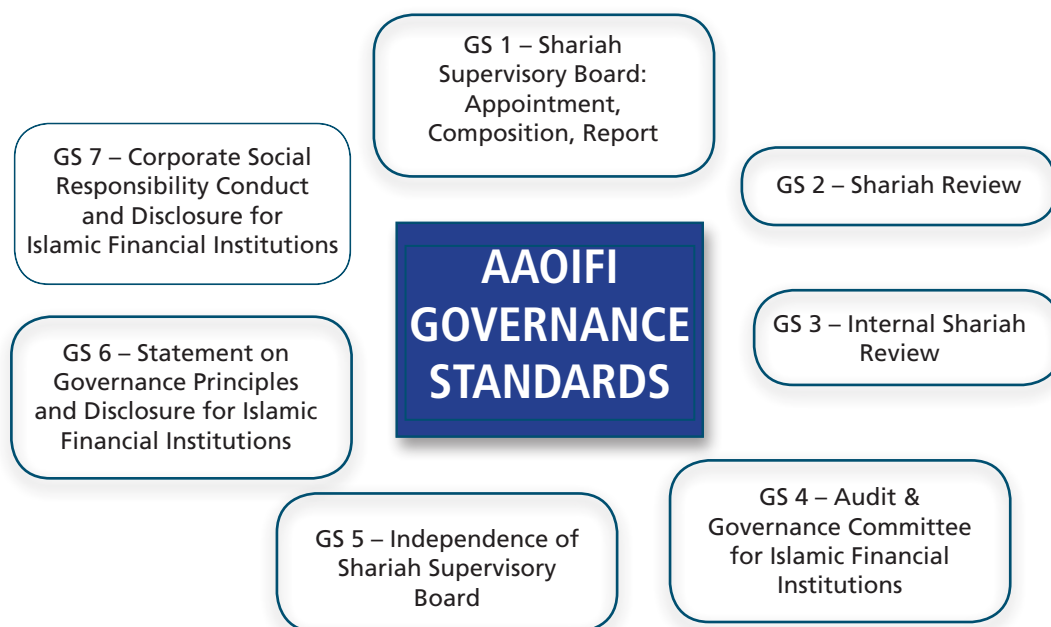 GS 1 – Shariah
Supervisory Board:
Appointment,
Composition, Report
GS 2 – Shariah Review
GS 3 – Internal Shariah
Review
GS 4 – Audit &
Governance Committee
for Islamic Financial
Institutions
GS 5 – Independence of
Shariah Supervisory
Board
GS 6 – Statement on
Governance Principles
and Disclosure for Islamic
Financial Institutions
GS 7 – Corporate Social
Responsibility Conduct
and Disclosure for
Islamic Financial Institutions
AAOIFI
GOVERNANCE
STANDARDS